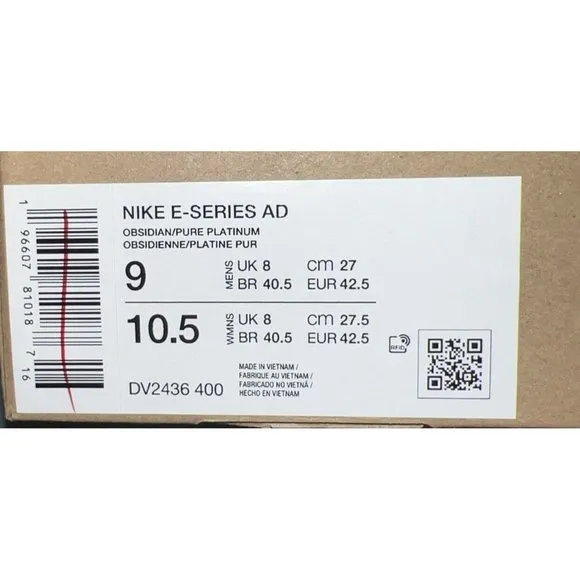 1 96607 81018 7 16
NIKE E-SERIES AD
OBSIDIAN/PURE PLATINUM
OBSIDIENNE/PLATINE PUR
9 MENS UK 8 CM 27
BR 40.5 EUR 42.5
10.5 WMNS UK 8 CM 27.5
BR 40.5 EUR 42.5
RFID
DV2436 400
MADE IN VIETNAM /
FABRIQUE AU VIETNAM /
FABRICADO NO VIETNÃ /
HECHO EN VIETNAM